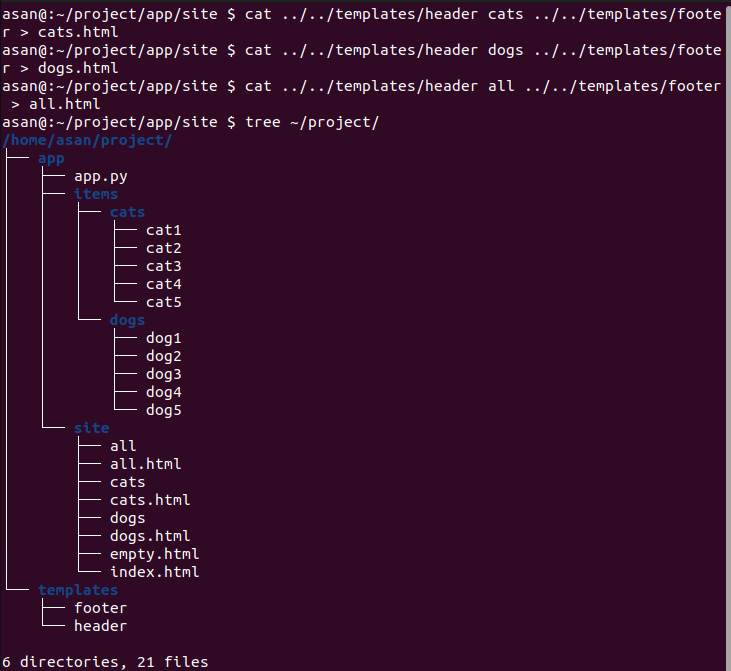 asan@:~/project/app/site $ cat ../../templates/header cats ../../templates/foote
r > cats.html
asan@:~/project/app/site $ cat ../../templates/header dogs ../../templates/foote
r > dogs.html
asan@:~/project/app/site $ cat ../../templates/header all ../../templates/footer
 > all.html
asan@:~/project/app/site $ tree ~/project/
/home/asan/project/
├── app
│   ├── app.py
│   ├── items
│   │   ├── cats
│   │   │   ├── cat1
│   │   │   ├── cat2
│   │   │   ├── cat3
│   │   │   ├── cat4
│   │   │   └── cat5
│   │   └── dogs
│   │       ├── dog1
│   │       ├── dog2
│   │       ├── dog3
│   │       ├── dog4
│   │       └── dog5
│   └── site
│       ├── all
│       ├── all.html
│       ├── cats
│       ├── cats.html
│       ├── dogs
│       ├── dogs.html
│       ├── empty.html
│       └── index.html
└── templates
    ├── footer
    └── header

6 directories, 21 files